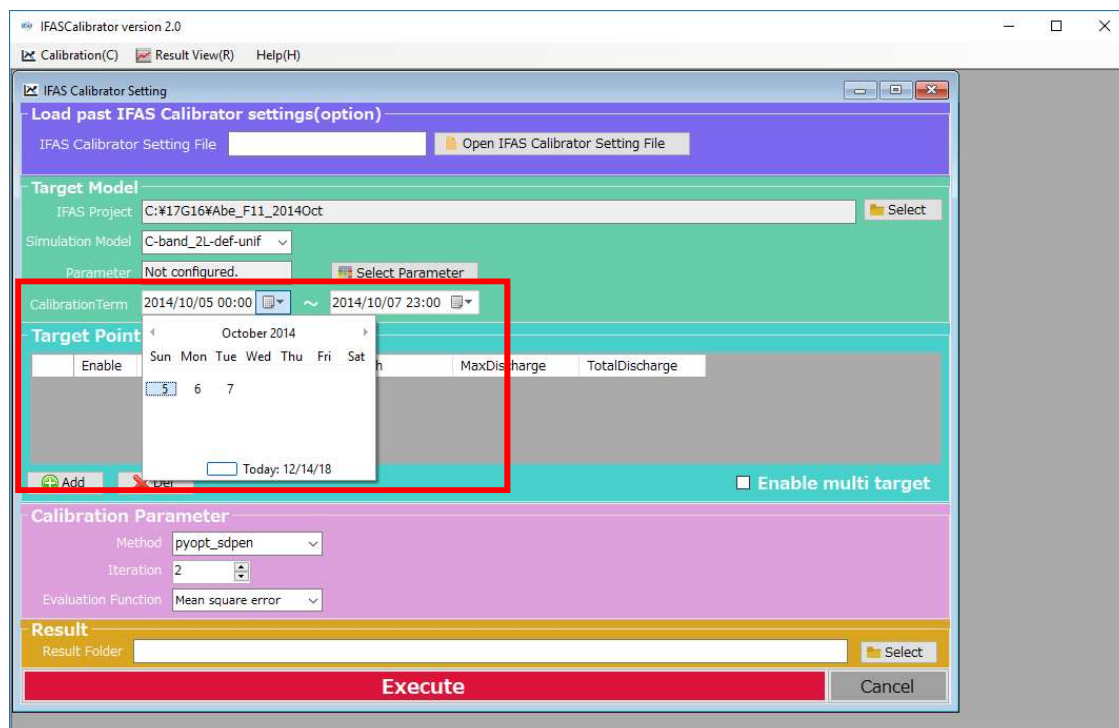 IFASCalibrator version 2.0
Calibration(C) Result View(R) Help(H)
IFAS Calibrator Setting
Load past IFAS Calibrator settings(option)
IFAS Calibrator Setting File Open IFAS Calibrator Setting File
Target Model
IFAS Project C:¥17G16¥Abe_F11_2014Oct Select
Simulation Model C-band_2L-def-unif
Parameter Not configured. Select Parameter
CalibrationTerm 2014/10/05 00:00 ～ 2014/10/07 23:00
October 2014
Sun Mon Tue Wed Thu Fri Sat
5 6 7
Today: 12/14/18
Target Point
Enable MaxDischarge TotalDischarge
Add Del Enable multi target
Calibration Parameter
Method pyopt_sdpen
Iteration 2
Evaluation Function Mean square error
Result
Result Folder Select
Execute Cancel